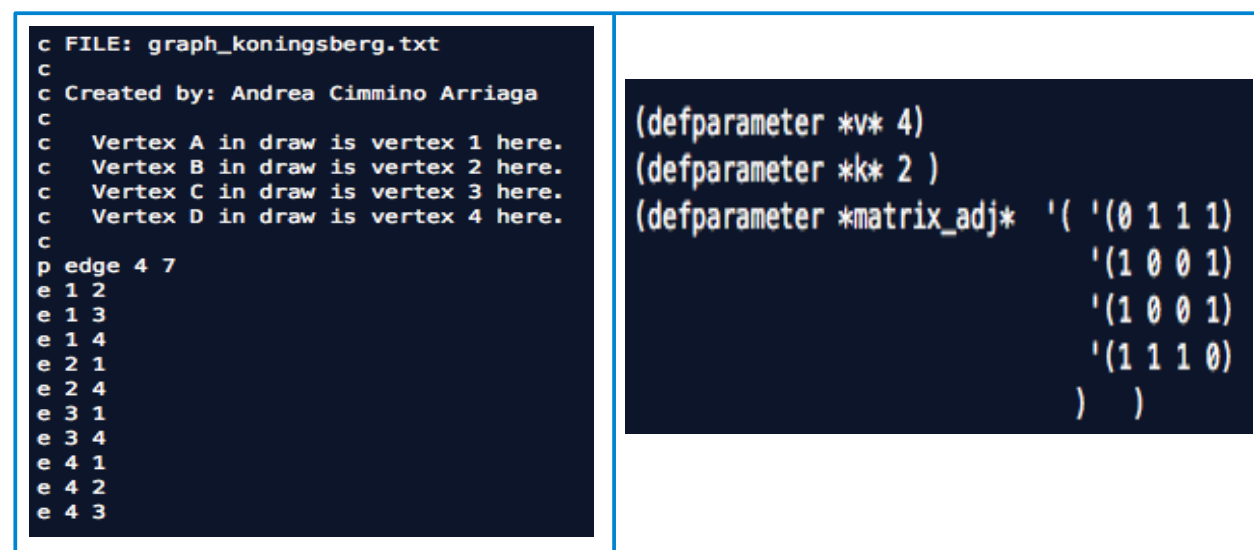 c FILE: graph_koningsberg.txt
c
c Created by: Andrea Cimmino Arriaga
c
c   Vertex A in draw is vertex 1 here.
c   Vertex B in draw is vertex 2 here.
c   Vertex C in draw is vertex 3 here.
c   Vertex D in draw is vertex 4 here.
c
p edge 4 7
e 1 2
e 1 3
e 1 4
e 2 1
e 2 4
e 3 1
e 3 4
e 4 1
e 4 2
e 4 3
(defparameter *v* 4)
(defparameter *k* 2 )
(defparameter *matrix_adj*  '( '(0 1 1 1)
'(1 0 0 1)
'(1 0 0 1)
'(1 1 1 0)
)   )